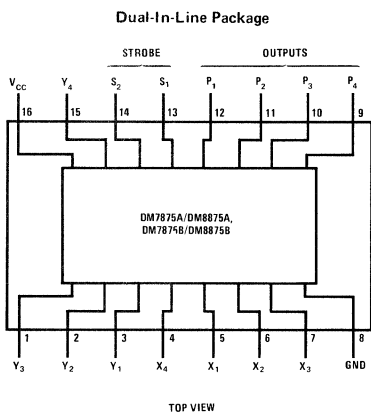 Dual-In-Line Package
STROBE OUTPUTS
VCC Y4 S2 S1 P1 P2 P3 P4
16 15 14 13 12 11 10 9
DM7875A/DM8875A,
DM7875B/DM8875B
1 2 3 4 5 6 7 8
Y3 Y2 Y1 X4 X1 X2 X3 GND
TOP VIEW